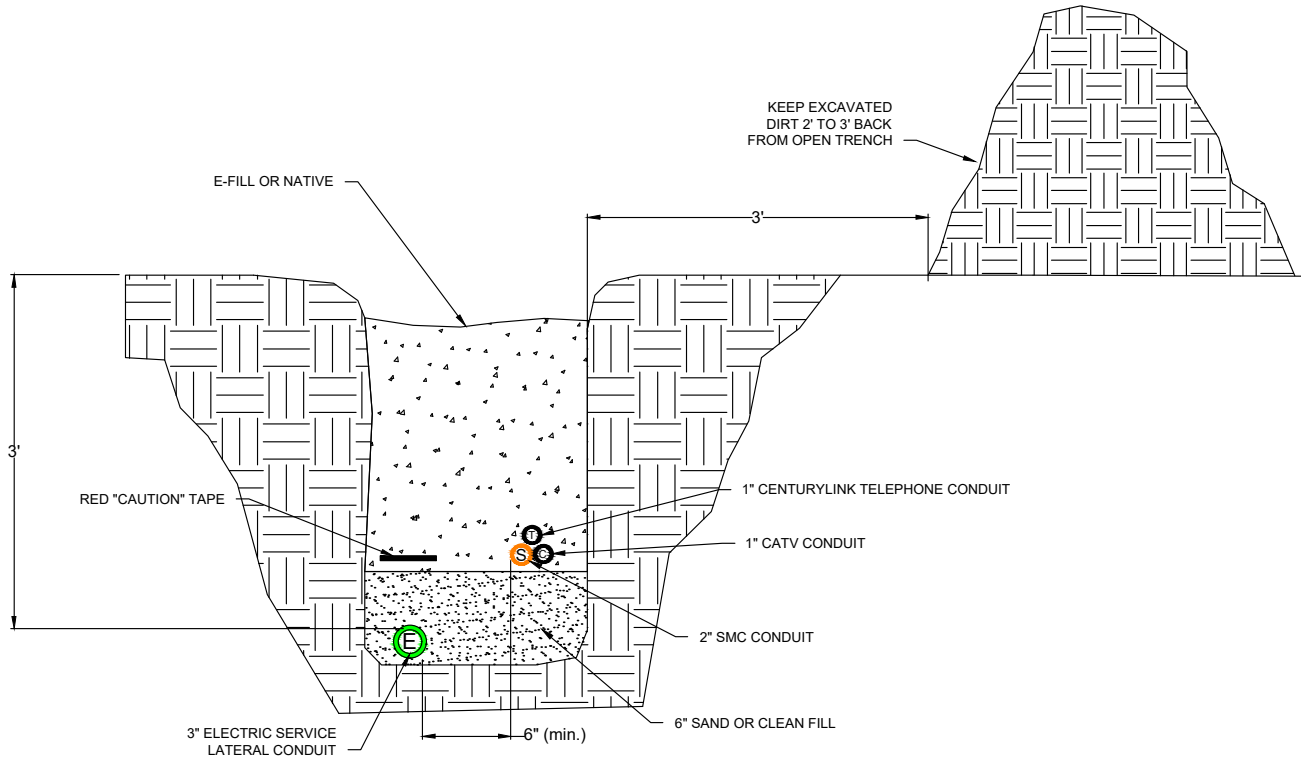 KEEP EXCAVATED
DIRT 2' TO 3' BACK
FROM OPEN TRENCH
E-FILL OR NATIVE
3'
3'
RED "CAUTION" TAPE
1" CENTURYLINK TELEPHONE CONDUIT
T
1" CATV CONDUIT
S
C
2" SMC CONDUIT
E
6" SAND OR CLEAN FILL
3" ELECTRIC SERVICE
LATERAL CONDUIT
6" (min.)